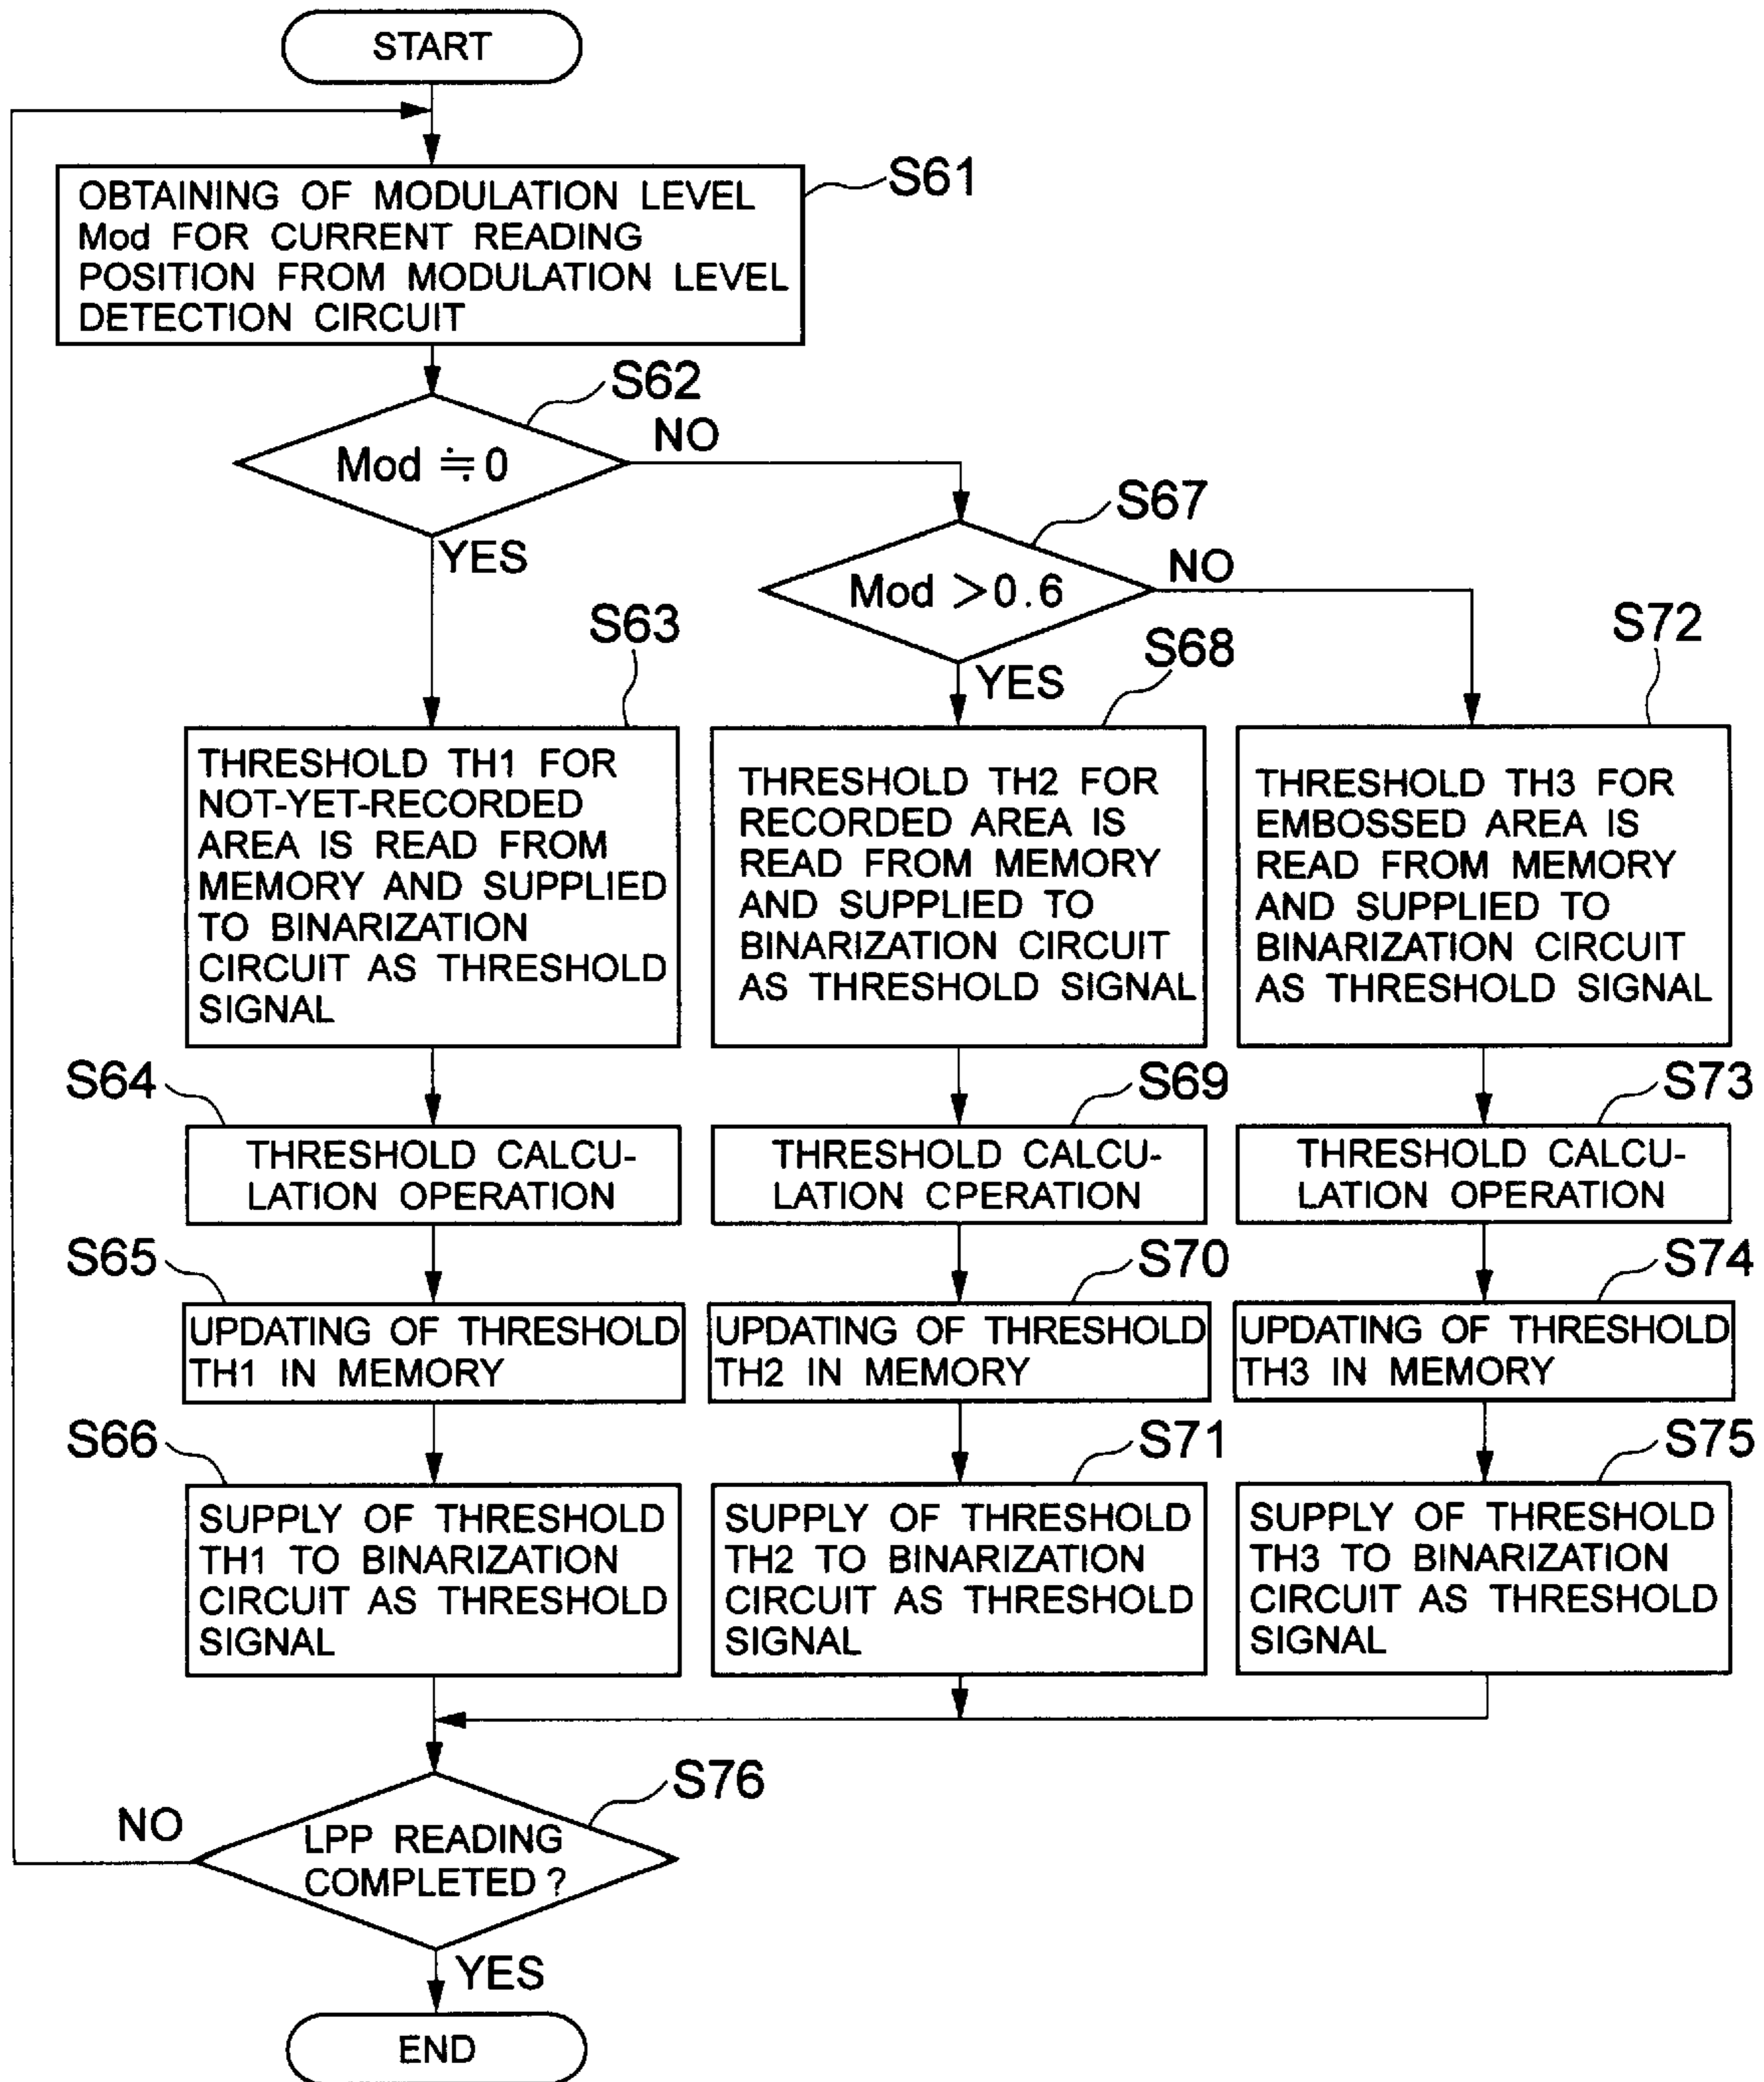 START
S61
OBTAINING OF MODULATION LEVEL
Mod FOR CURRENT READING
POSITION FROM MODULATION LEVEL
DETECTION CIRCUIT
S62
Mod ≒ 0
NO
YES
S67
Mod > 0.6
NO
YES
S63
THRESHOLD TH1 FOR
NOT-YET-RECORDED
AREA IS READ FROM
MEMORY AND SUPPLIED
TO BINARIZATION
CIRCUIT AS THRESHOLD
SIGNAL
S68
THRESHOLD TH2 FOR
RECORDED AREA IS
READ FROM MEMORY
AND SUPPLIED TO
BINARIZATION CIRCUIT
AS THRESHOLD SIGNAL
S72
THRESHOLD TH3 FOR
EMBOSSED AREA IS
READ FROM MEMORY
AND SUPPLIED TO
BINARIZATION CIRCUIT
AS THRESHOLD SIGNAL
S64
THRESHOLD CALCU-
LATION OPERATION
S69
THRESHOLD CALCU-
LATION CPERATION
S73
THRESHOLD CALCU-
LATION OPERATION
S65
UPDATING OF THRESHOLD
TH1 IN MEMORY
S70
UPDATING OF THRESHOLD
TH2 IN MEMORY
S74
UPDATING OF THRESHOLD
TH3 IN MEMORY
S66
SUPPLY OF THRESHOLD
TH1 TO BINARIZATION
CIRCUIT AS THRESHOLD
SIGNAL
S71
SUPPLY OF THRESHOLD
TH2 TO BINARIZATION
CIRCUIT AS THRESHOLD
SIGNAL
S75
SUPPLY OF THRESHOLD
TH3 TO BINARIZATION
CIRCUIT AS THRESHOLD
SIGNAL
S76
NO
LPP READING
COMPLETED ?
YES
END